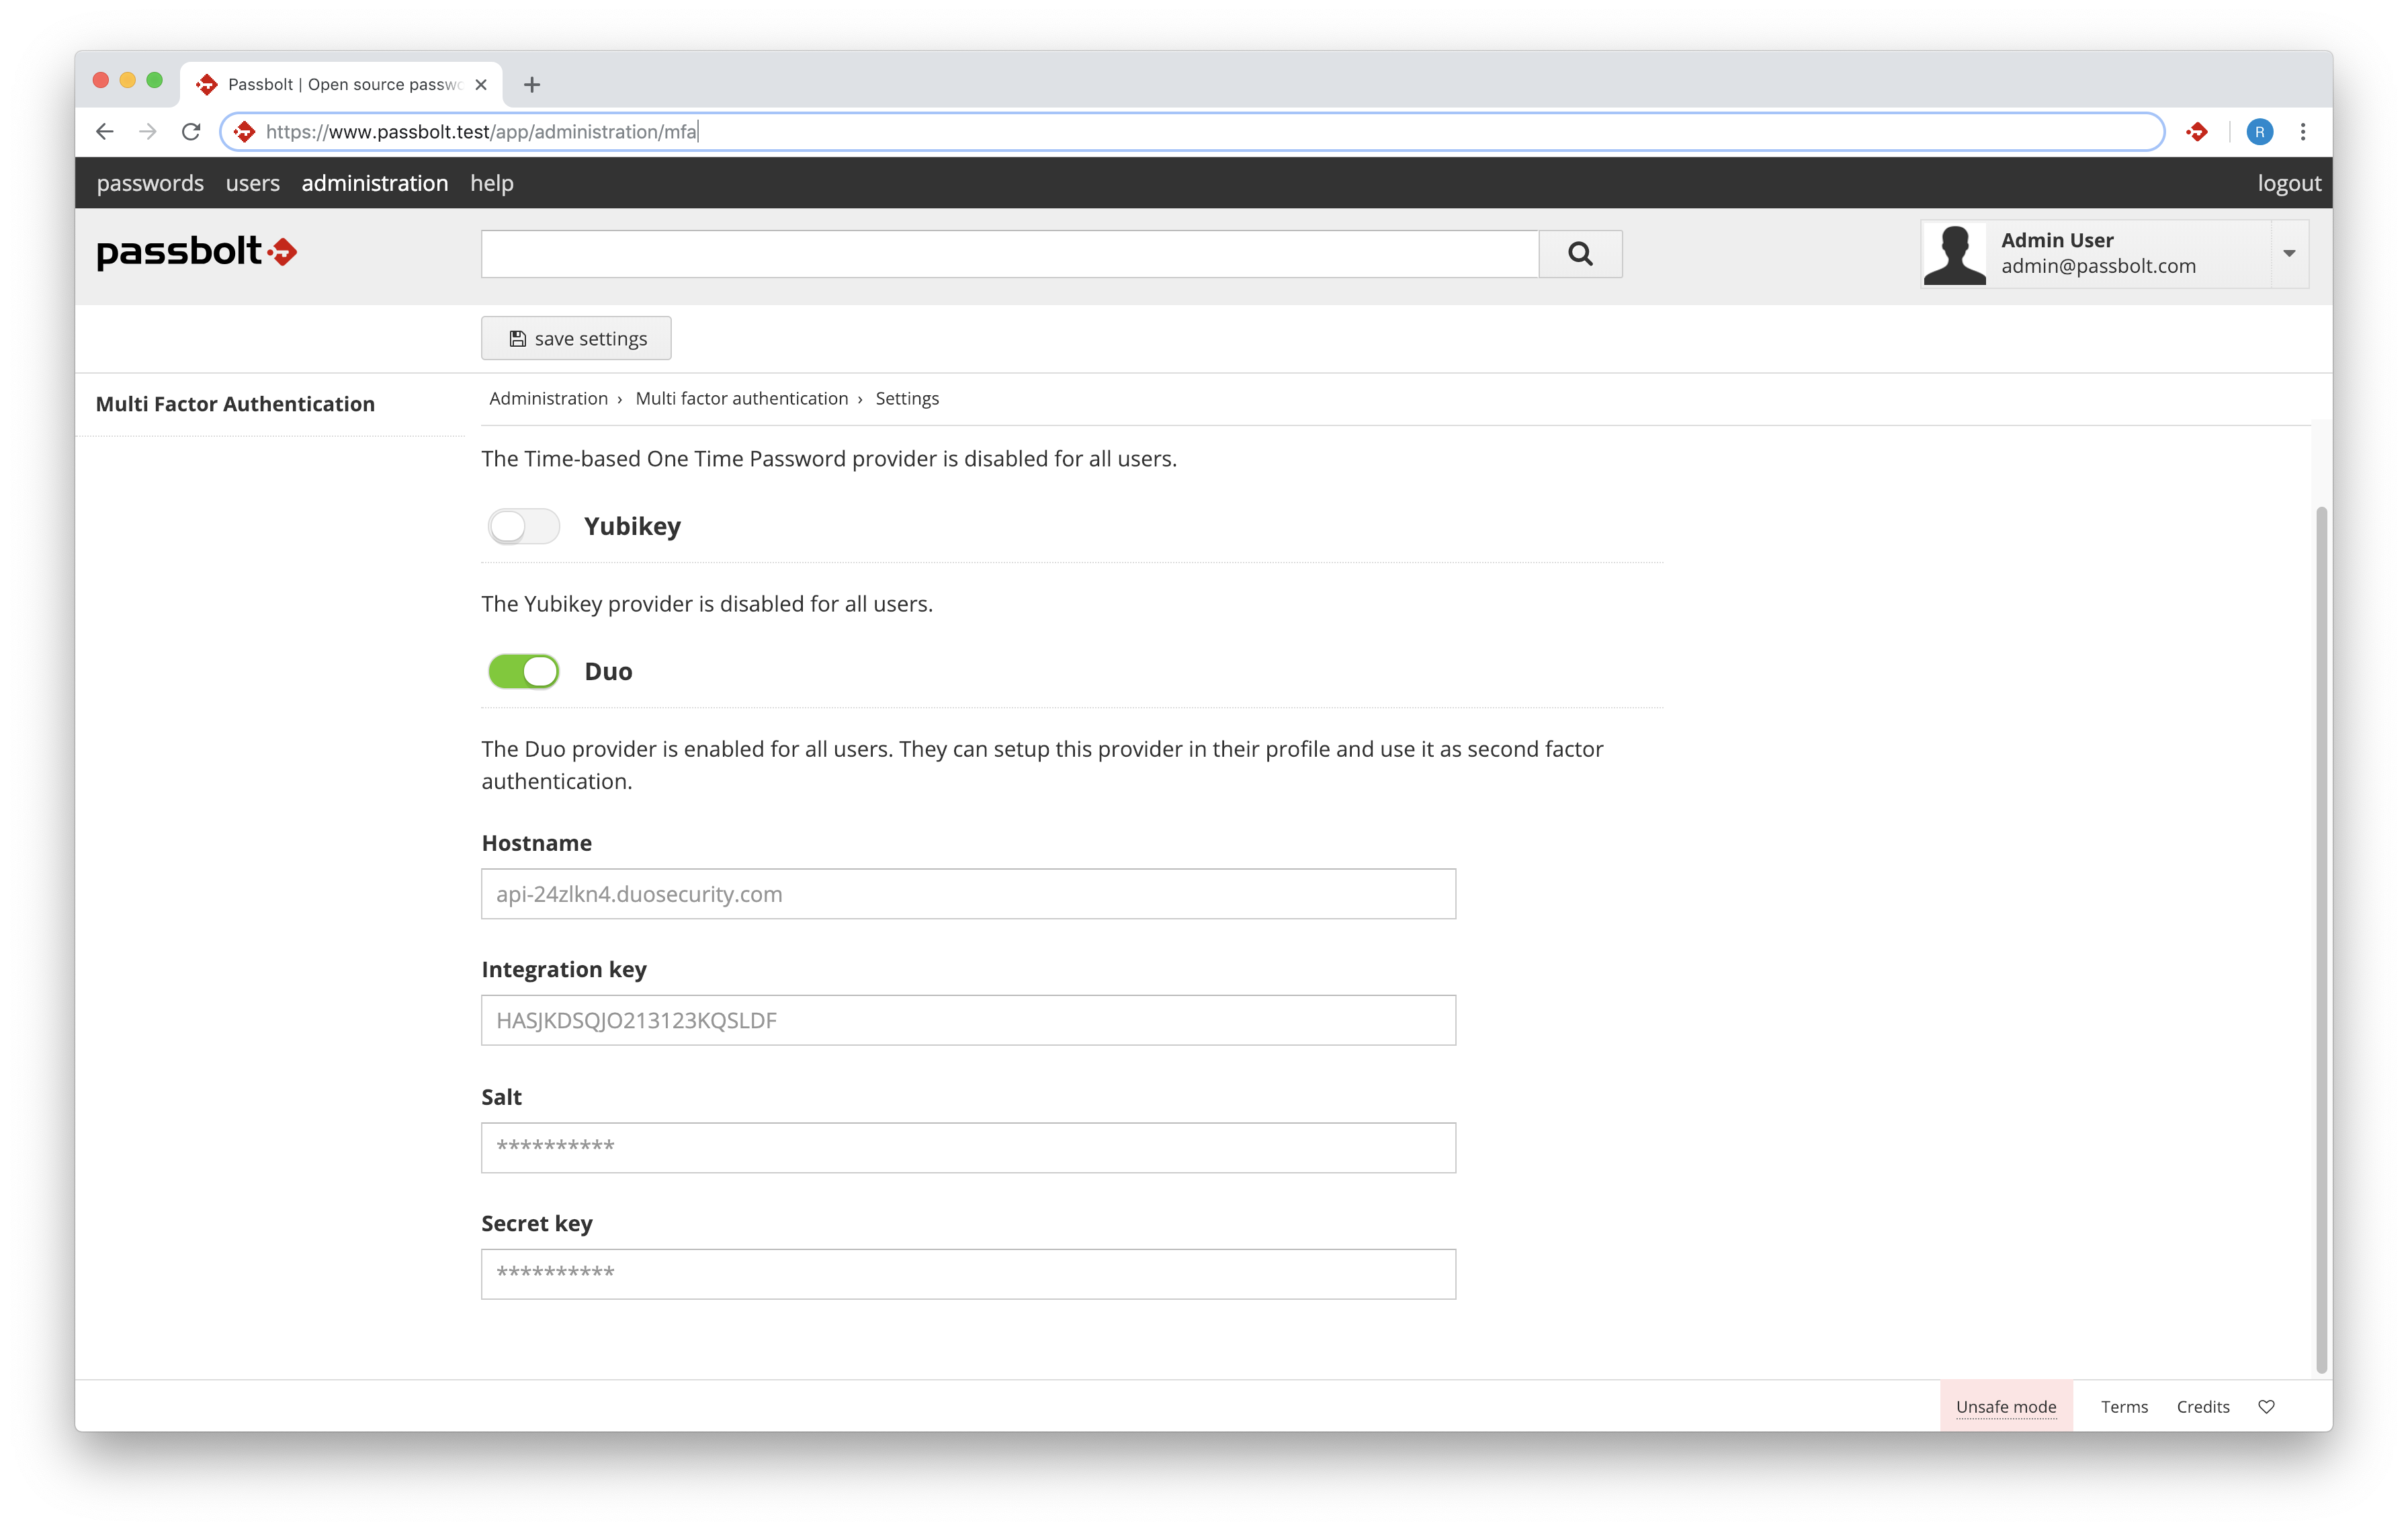 Passbolt | Open source passwo
https://www.passbolt.test/app/administration/mfa
R
passwords users administration help logout
passbolt
Admin User
admin@passbolt.com
save settings
Multi Factor Authentication
Administration › Multi factor authentication › Settings
The Time-based One Time Password provider is disabled for all users.
Yubikey
The Yubikey provider is disabled for all users.
Duo
The Duo provider is enabled for all users. They can setup this provider in their profile and use it as second factor
authentication.
Hostname
api-24zlkn4.duosecurity.com
Integration key
HASJKDSQJO213123KQSLDF
Salt
**********
Secret key
**********
Unsafe mode Terms Credits